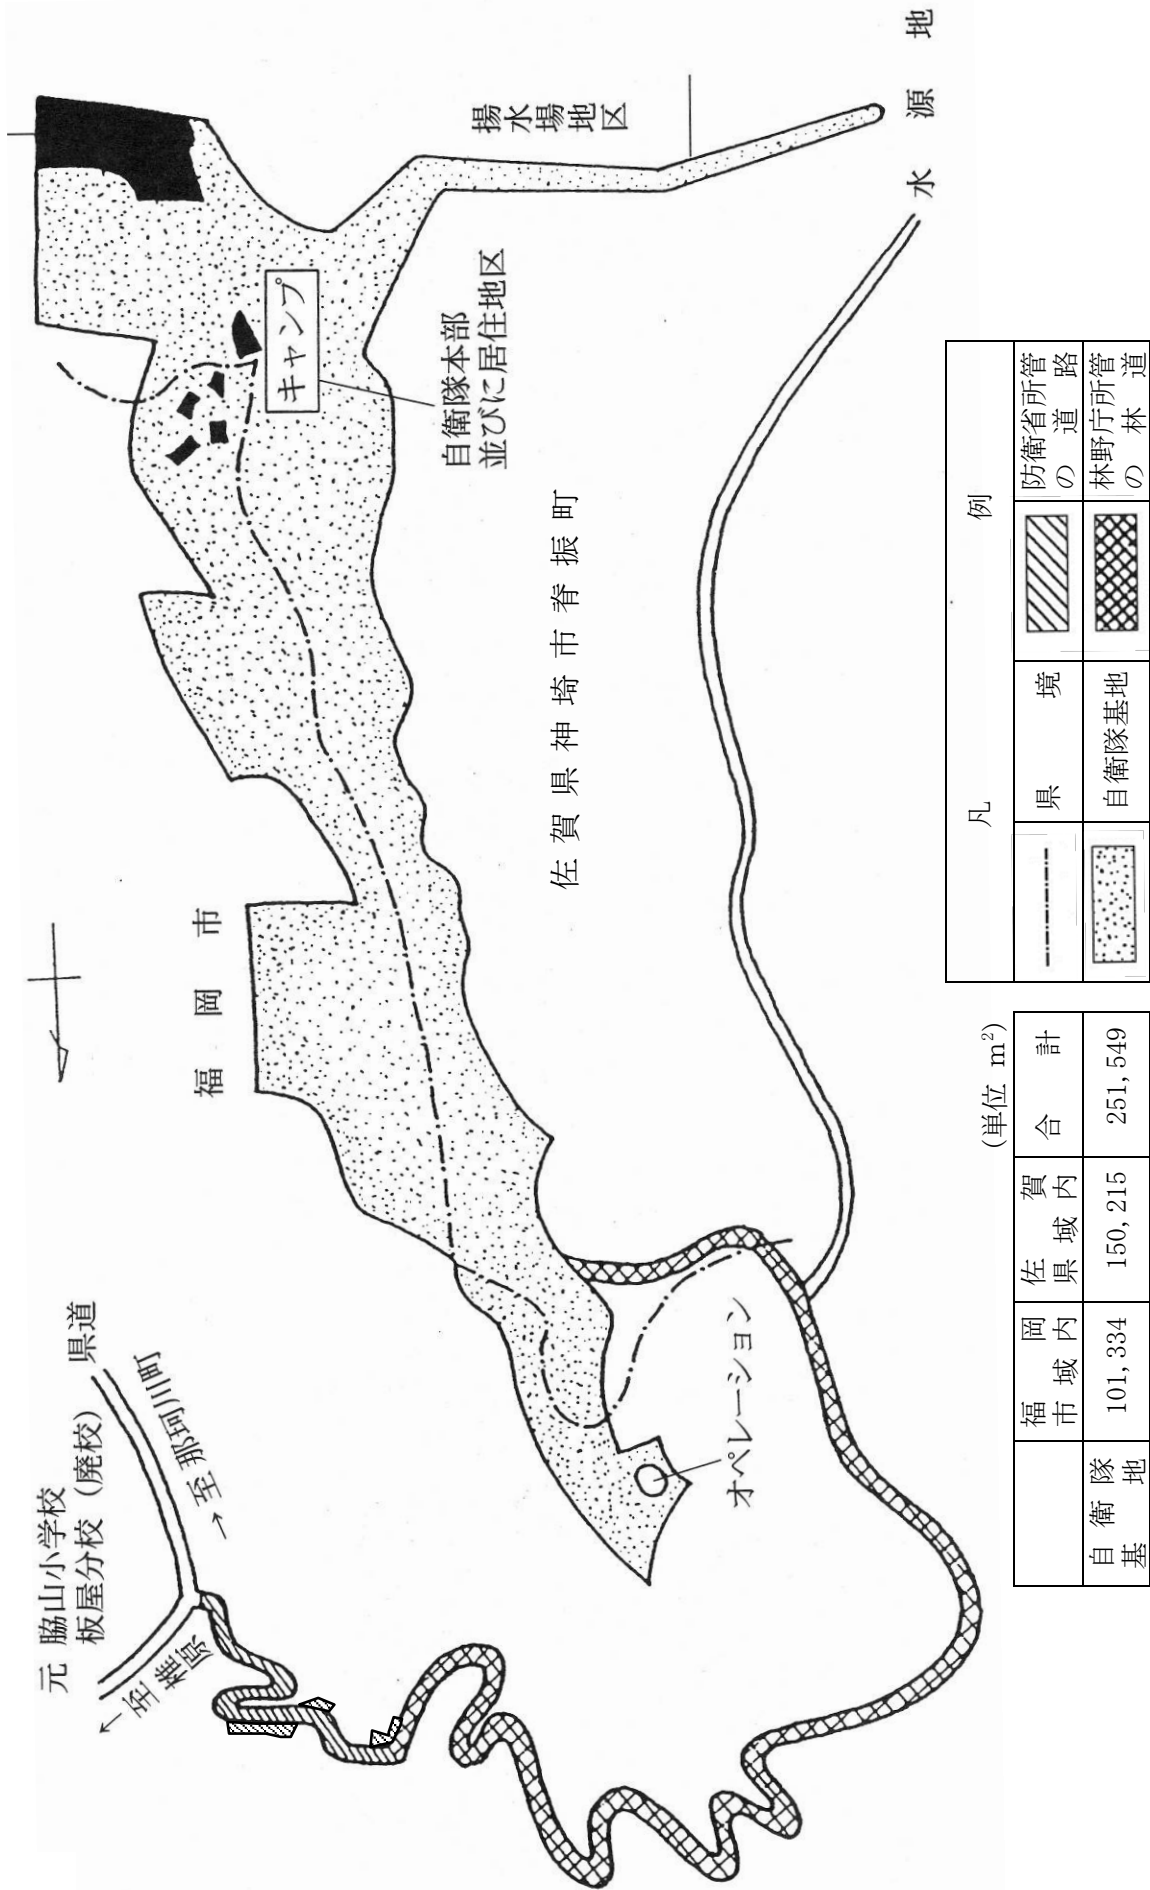 元 脇山小学校
板屋分校(廃校)
県道
→至 那珂川町
←至 椎原
福岡市
キャンプ
自衛隊本部
並びに居住地区
揚水場地区
水源地
佐賀県神埼市脊振町
オペレーション
(単位 m²)
福岡市域内
佐賀県域内
合計
自衛隊基地
101,334
150,215
251,549
凡例
県境
防衛省所管
の道路
自衛隊基地
林野庁所管
の林道